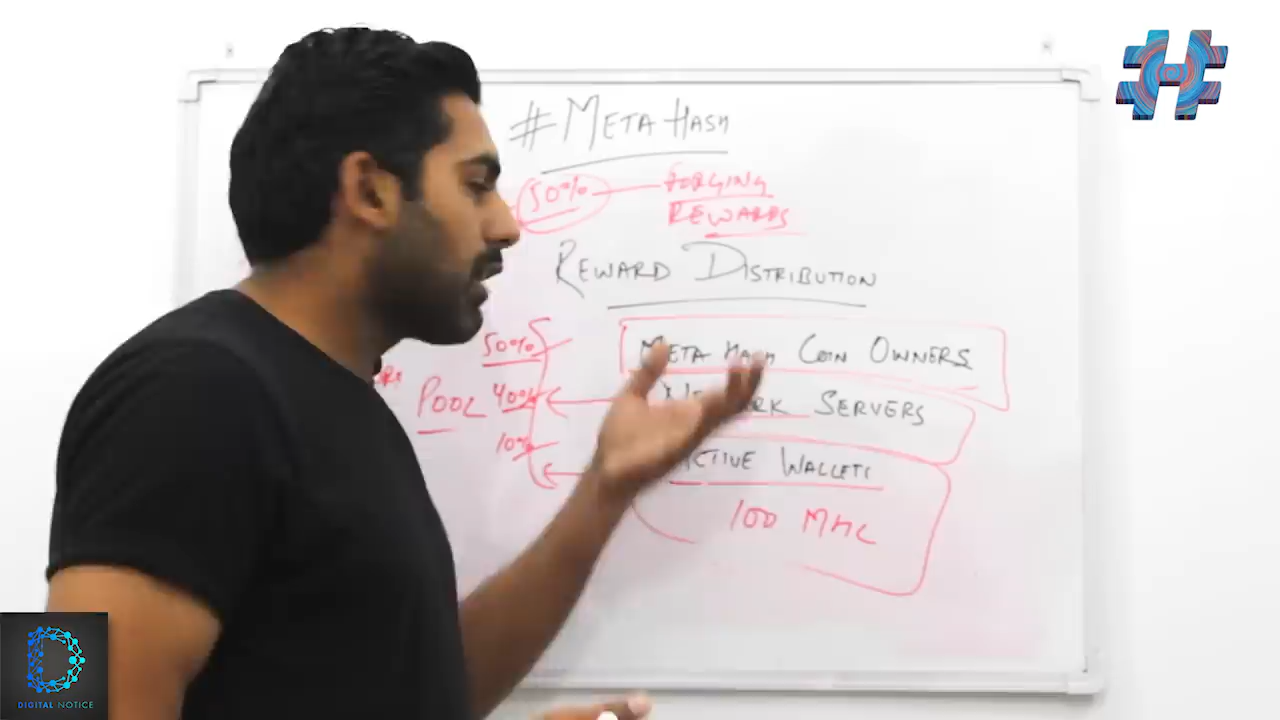 #META HASH
50% FORGING
REWARDS
REWARD DISTRIBUTION
50% META HASH COIN OWNERS
POOL 40% SERVERS
10% ACTIVE WALLETS
100 MHC
DIGITAL NOTICE